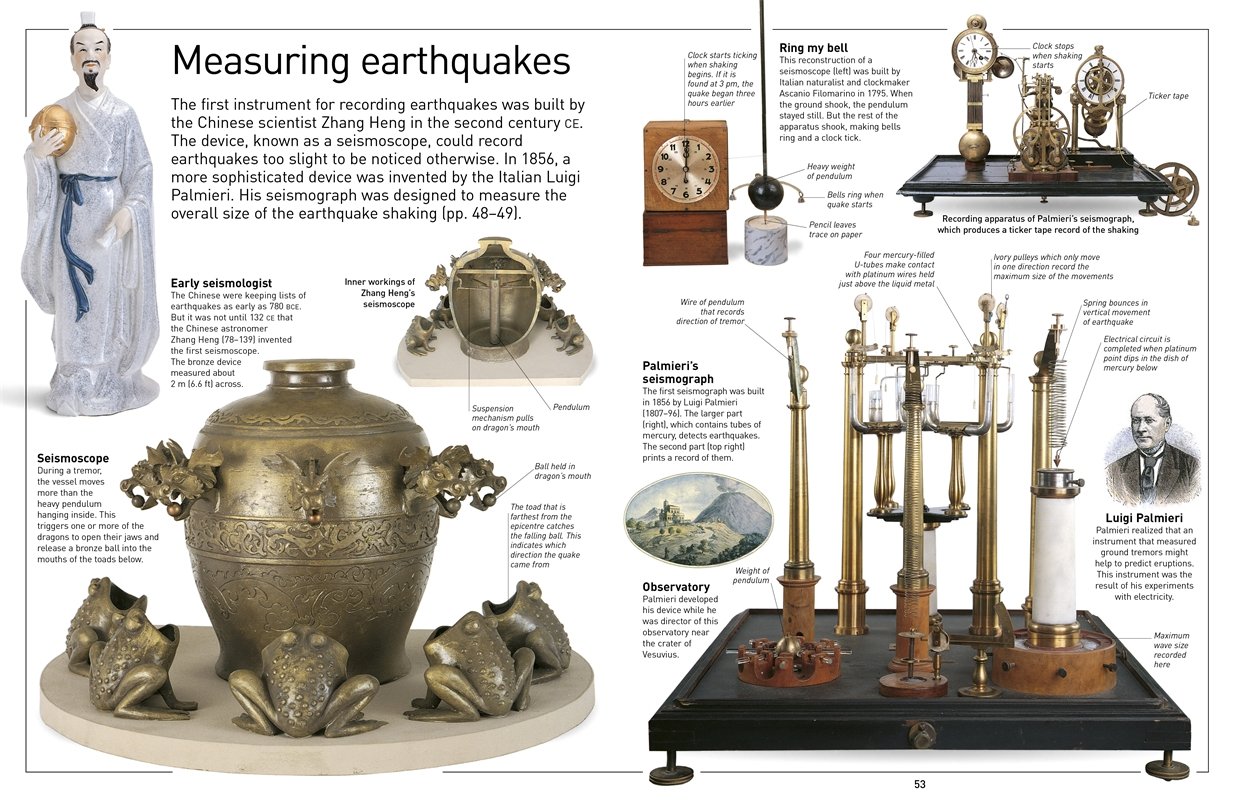 Measuring earthquakes
The first instrument for recording earthquakes was built by
the Chinese scientist Zhang Heng in the second century CE.
The device, known as a seismoscope, could record
earthquakes too slight to be noticed otherwise. In 1856, a
more sophisticated device was invented by the Italian Luigi
Palmieri. His seismograph was designed to measure the
overall size of the earthquake shaking (pp. 48–49).
Early seismologist
The Chinese were keeping lists of
earthquakes as early as 780 BCE.
But it was not until 132 CE that
the Chinese astronomer
Zhang Heng (78–139) invented
the first seismoscope.
The bronze device
measured about
2 m (6.6 ft) across.
Inner workings of
Zhang Heng's
seismoscope
Suspension
mechanism pulls
on dragon's mouth
Pendulum
Seismoscope
During a tremor,
the vessel moves
more than the
heavy pendulum
hanging inside. This
triggers one or more of the
dragons to open their jaws and
release a bronze ball into the
mouths of the toads below.
Ball held in
dragon's mouth
The toad that is
farthest from the
epicentre catches
the falling ball. This
indicates which
direction the quake
came from
Clock starts ticking
when shaking
begins. If it is
found at 3 pm, the
quake began three
hours earlier
Ring my bell
This reconstruction of a
seismoscope (left) was built by
Italian naturalist and clockmaker
Ascanio Filomarino in 1795. When
the ground shook, the pendulum
stayed still. But the rest of the
apparatus shook, making bells
ring and a clock tick.
12
1
2
3
4
5
6
7
8
9
10
11
Heavy weight
of pendulum
Bells ring when
quake starts
Pencil leaves
trace on paper
Clock stops
when shaking
starts
Ticker tape
Recording apparatus of Palmieri's seismograph,
which produces a ticker tape record of the shaking
Four mercury-filled
U-tubes make contact
with platinum wires held
just above the liquid metal
Ivory pulleys which only move
in one direction record the
maximum size of the movements
Wire of pendulum
that records
direction of tremor
Spring bounces in
vertical movement
of earthquake
Electrical circuit is
completed when platinum
point dips in the dish of
mercury below
Palmieri's
seismograph
The first seismograph was built
in 1856 by Luigi Palmieri
(1807–96). The larger part
(right), which contains tubes of
mercury, detects earthquakes.
The second part (top right)
prints a record of them.
Luigi Palmieri
Palmieri realized that an
instrument that measured
ground tremors might
help to predict eruptions.
This instrument was the
result of his experiments
with electricity.
Weight of
pendulum
Observatory
Palmieri developed
his device while he
was director of this
observatory near
the crater of
Vesuvius.
Maximum
wave size
recorded
here
53